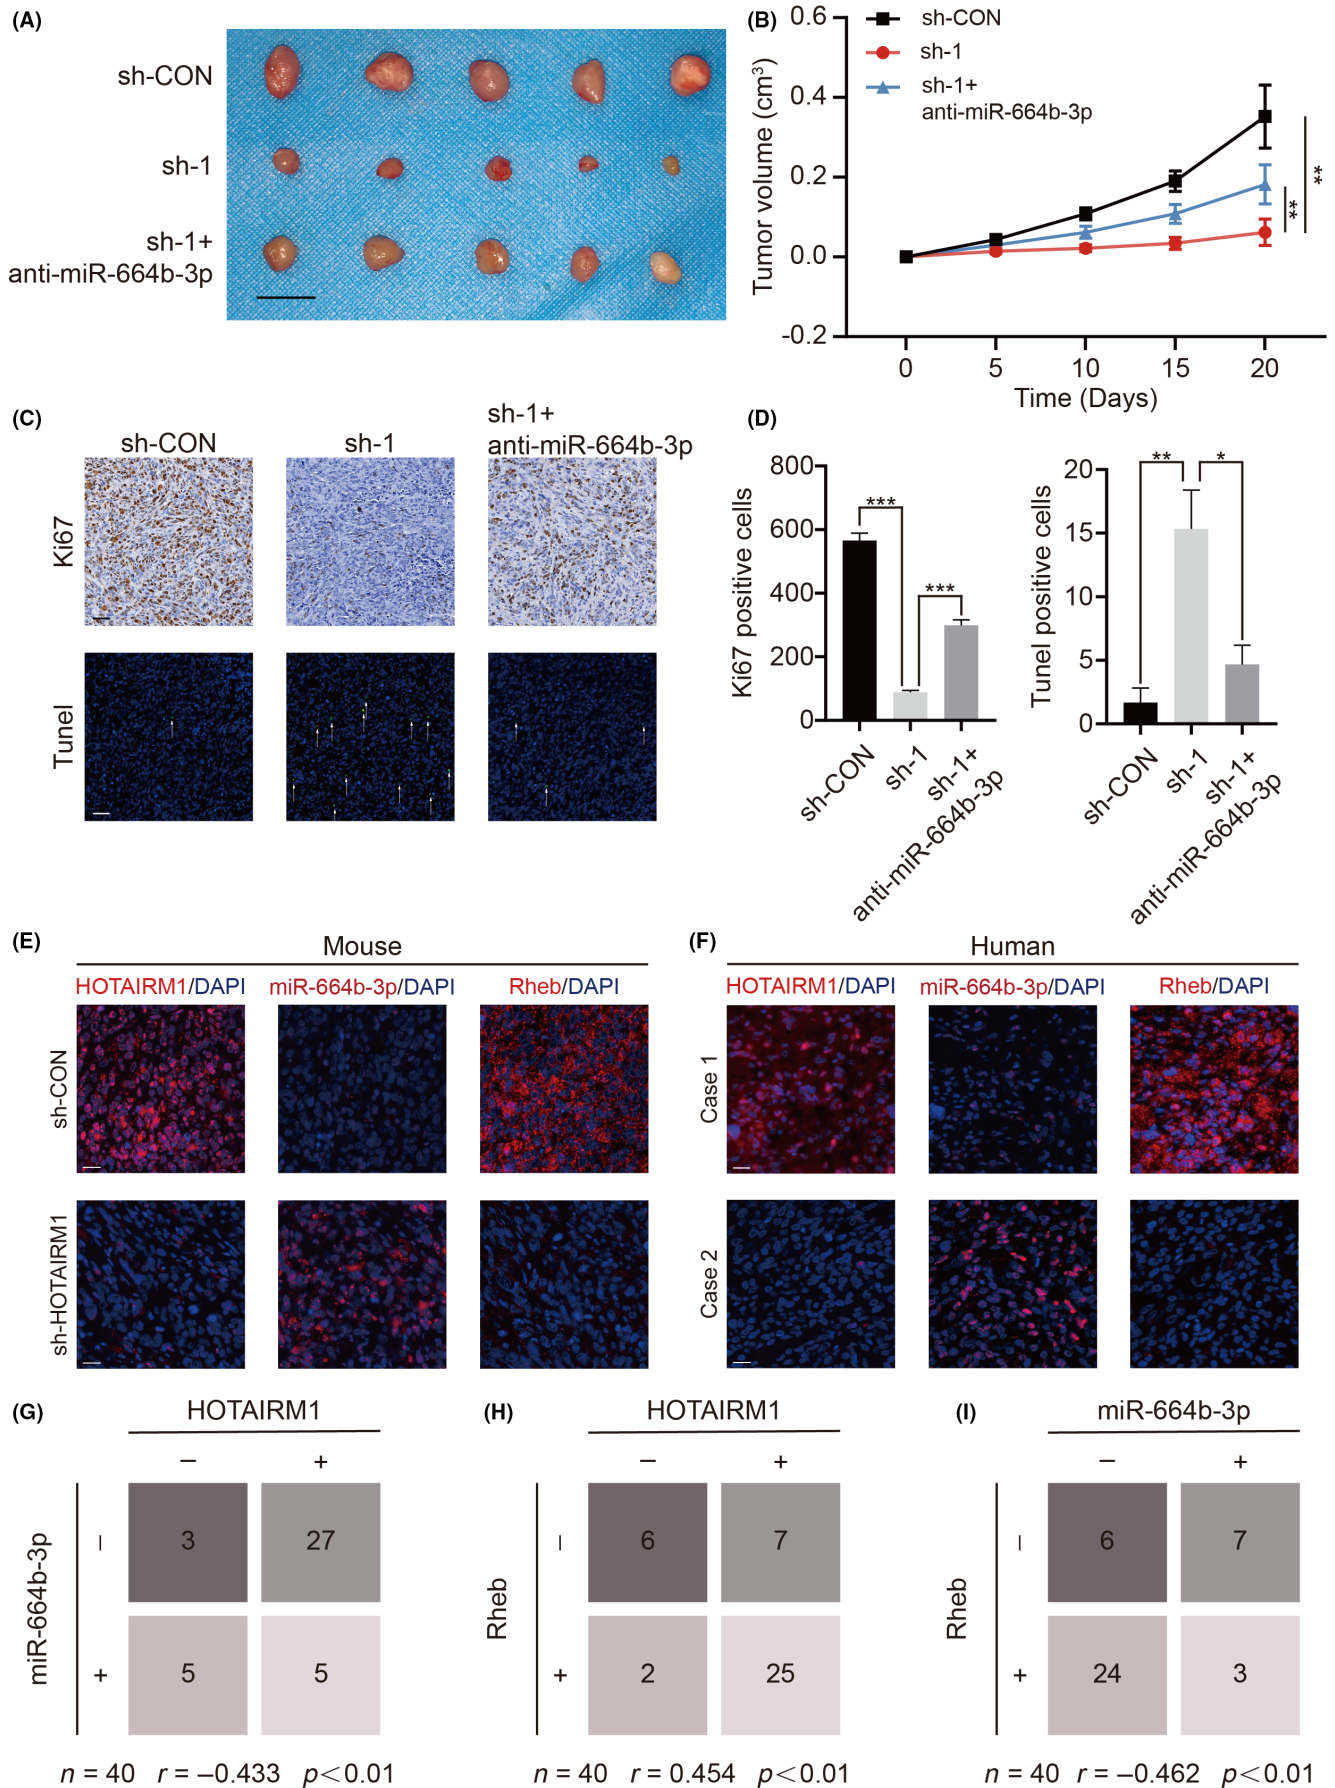 (A)
sh-CON
sh-1
sh-1+
anti-miR-664b-3p
(B)
sh-CON
sh-1
sh-1+
anti-miR-664b-3p
Tumor volume (cm³)
0.6
0.4
0.2
0.0
-0.2
0 5 10 15 20
Time (Days)
**
**
(C)
sh-CON
sh-1
sh-1+
anti-miR-664b-3p
Ki67
Tunel
(D)
Ki67 positive cells
800
600
400
200
0
***
***
sh-CON
sh-1
sh-1+
anti-miR-664b-3p
Tunel positive cells
20
15
10
5
0
**
*
sh-CON
sh-1
sh-1+
anti-miR-664b-3p
(E)
Mouse
HOTAIRM1/DAPI miR-664b-3p/DAPI Rheb/DAPI
sh-CON
sh-HOTAIRM1
(F)
Human
HOTAIRM1/DAPI miR-664b-3p/DAPI Rheb/DAPI
Case 1
Case 2
(G)
HOTAIRM1
− +
miR-664b-3p
− 3 27
+ 5 5
n = 40 r = −0.433 p<0.01
(H)
HOTAIRM1
− +
Rheb
− 6 7
+ 2 25
n = 40 r = 0.454 p<0.01
(I)
miR-664b-3p
− +
Rheb
− 6 7
+ 24 3
n = 40 r = −0.462 p<0.01